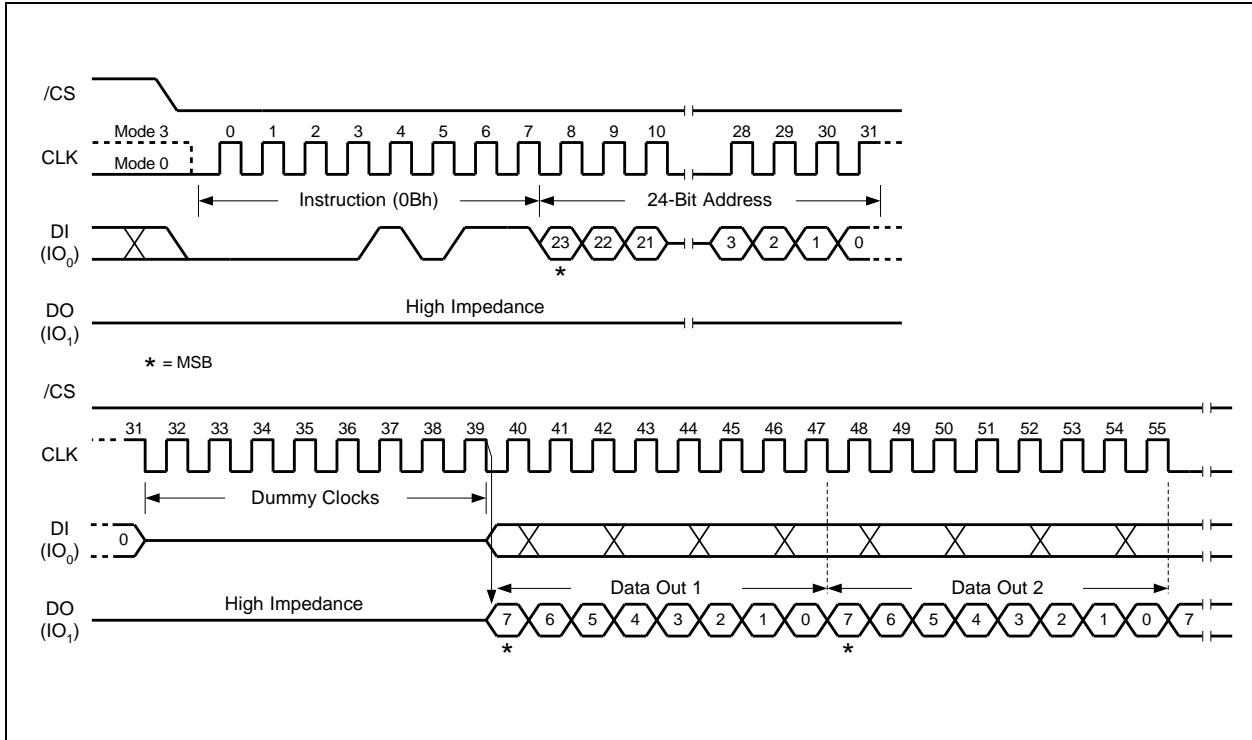 /CS
Mode 3
0 1 2 3 4 5 6 7 8 9 10 28 29 30 31
CLK
Mode 0
Instruction (0Bh) 24-Bit Address
DI
(IO0)
23 22 21 3 2 1 0
*
High Impedance
DO
(IO1)
* = MSB
/CS
31 32 33 34 35 36 37 38 39 40 41 42 43 44 45 46 47 48 49 50 51 52 53 54 55
CLK
Dummy Clocks
DI
(IO0)
0
Data Out 1 Data Out 2
High Impedance
DO
(IO1)
7 6 5 4 3 2 1 0 7 6 5 4 3 2 1 0 7
* *